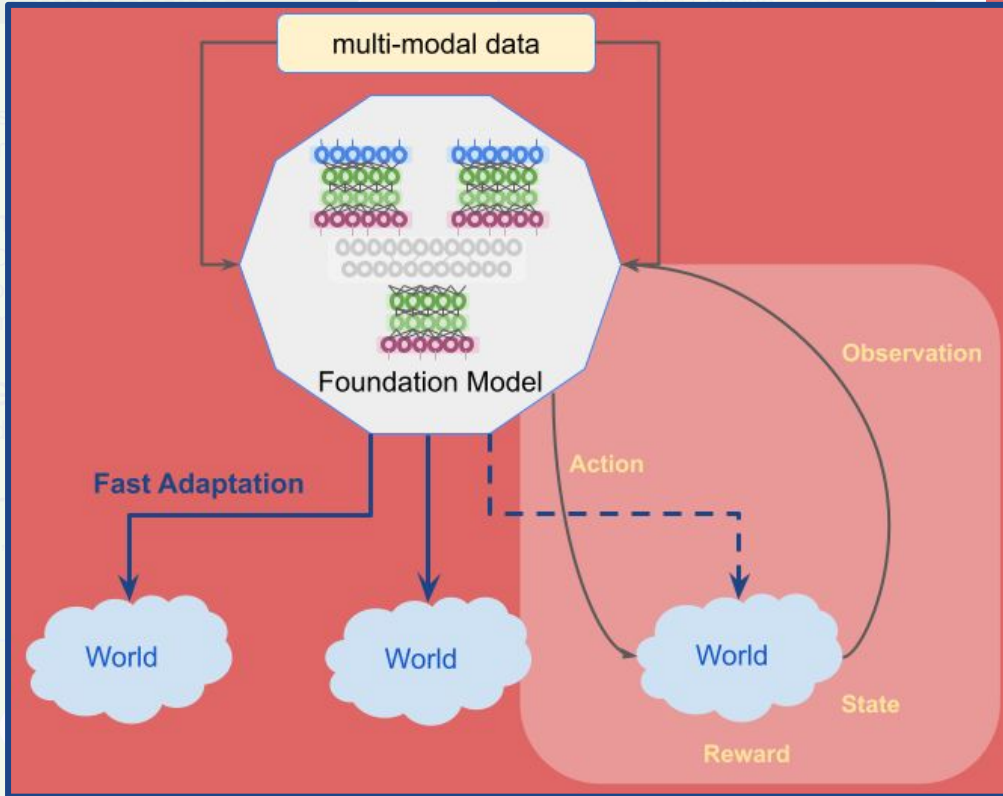 multi-modal data
Foundation Model
Observation
Action
Fast Adaptation
World
World
World
State
Reward